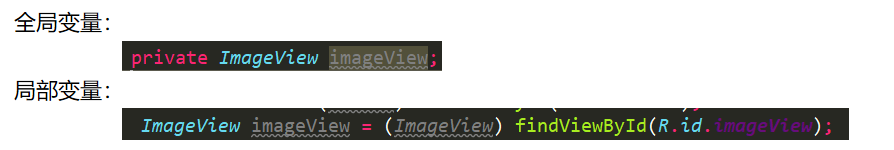 全局变量：
private ImageView imageView;
局部变量：
ImageView imageView = (ImageView) findViewById(R.id.imageView);